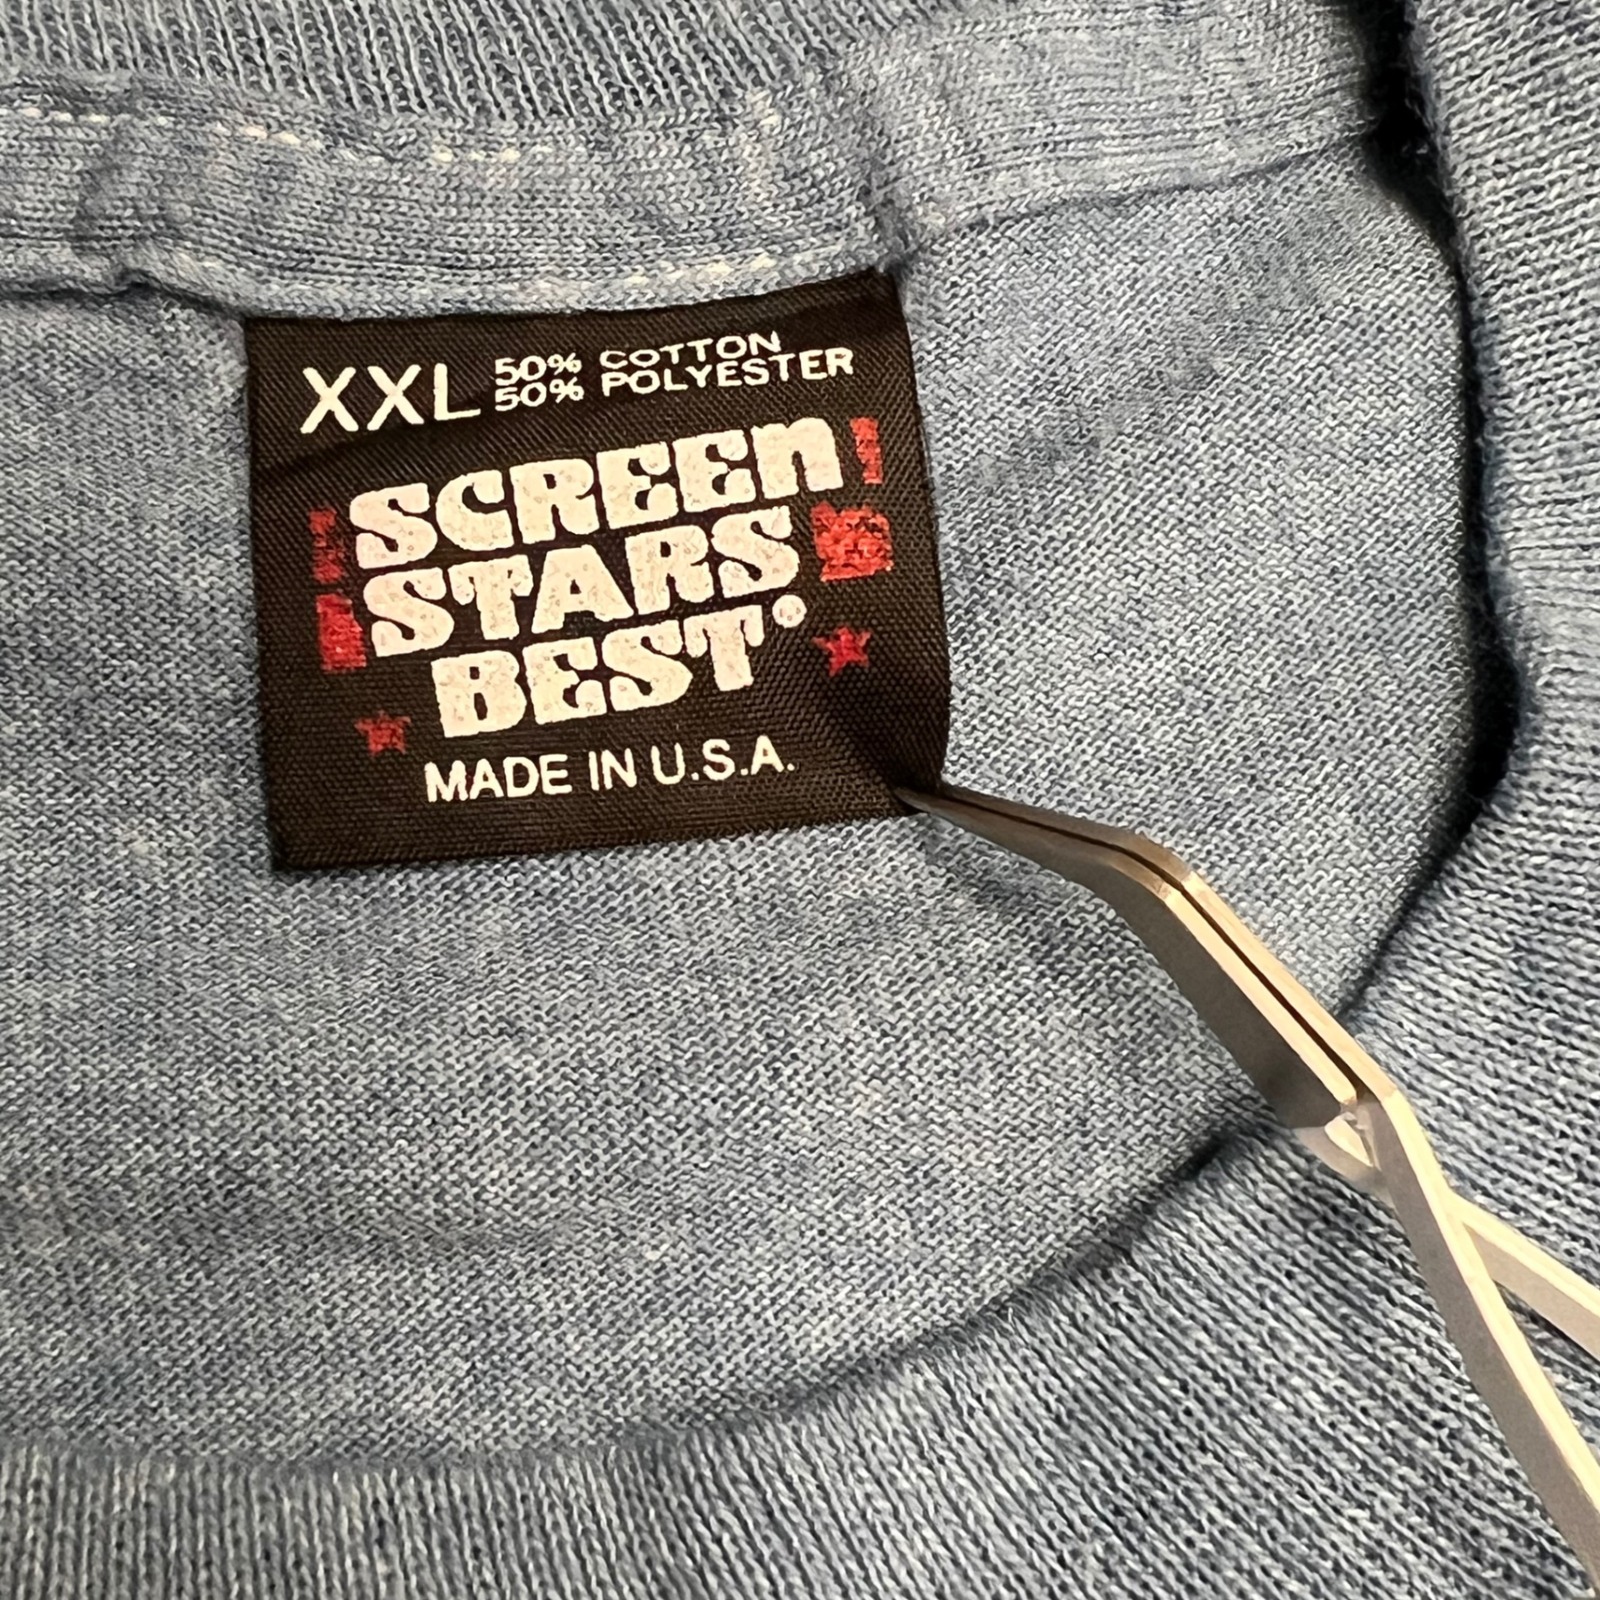 XXL 50% COTTON
50% POLYESTER
SCREEN
STARS
BEST®
MADE IN U.S.A.